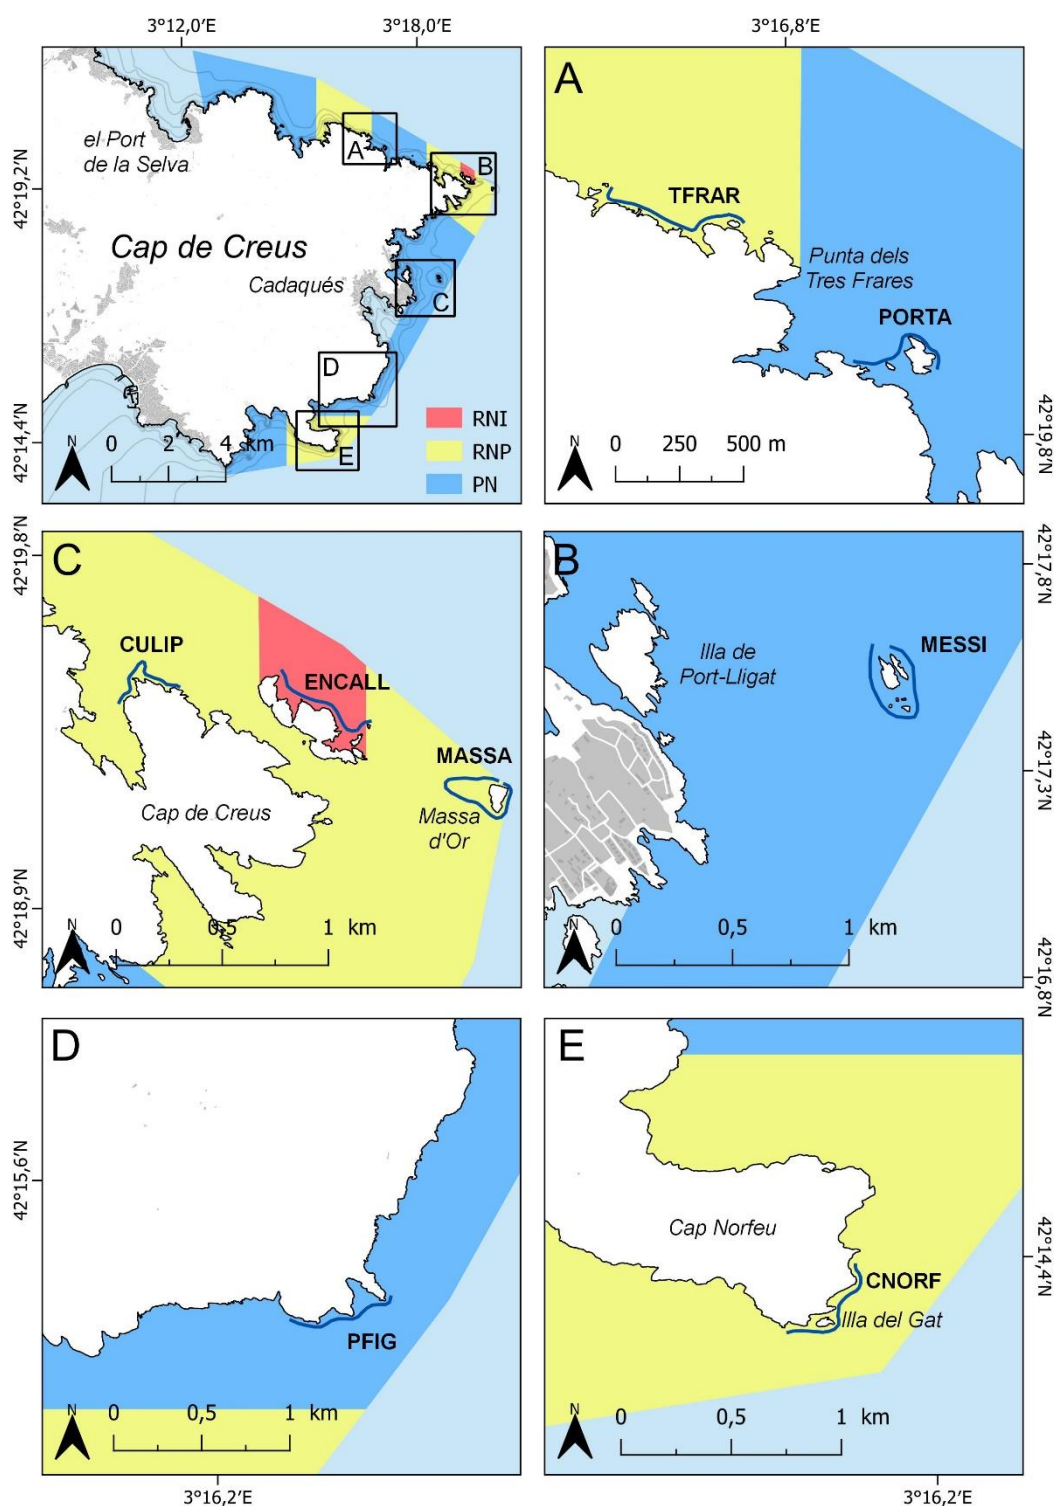 3°12,0′E
3°18,0′E
3°16,8′E
42°19,2′N
42°14,4′N
el Port
de la Selva
Cap de Creus
Cadaqués
A
B
C
D
E
RNI
RNP
PN
N
0 2 4 km
A
TFRAR
Punta dels
Tres Frares
PORTA
N
0 250 500 m
42°19,8′N
42°19,8′N
42°18,9′N
C
CULIP
ENCALL
MASSA
Cap de Creus
Massa
d'Or
N
0 0,5 1 km
B
Illa de
Port-Lligat
MESSI
N
0 0,5 1 km
42°17,8′N
42°17,3′N
42°16,8′N
D
42°15,6′N
PFIG
N
0 0,5 1 km
3°16,2′E
E
Cap Norfeu
CNORF
Illa del Gat
N
0 0,5 1 km
42°14,4′N
3°16,2′E